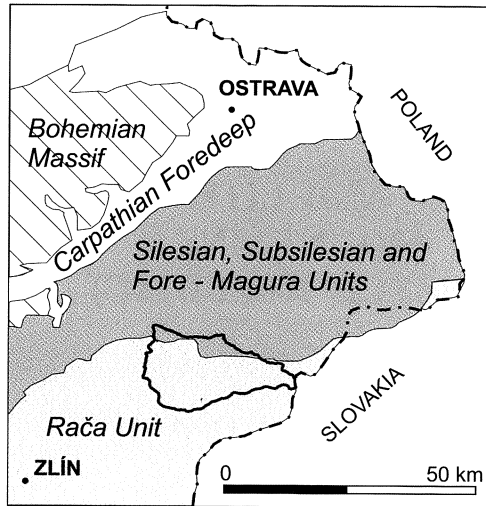 OSTRAVA
POLAND
Bohemian
Massif
Carpathian Foredeep
Silesian, Subsilesian and
Fore - Magura Units
SLOVAKIA
Rača Unit
ZLÍN
0 50 km